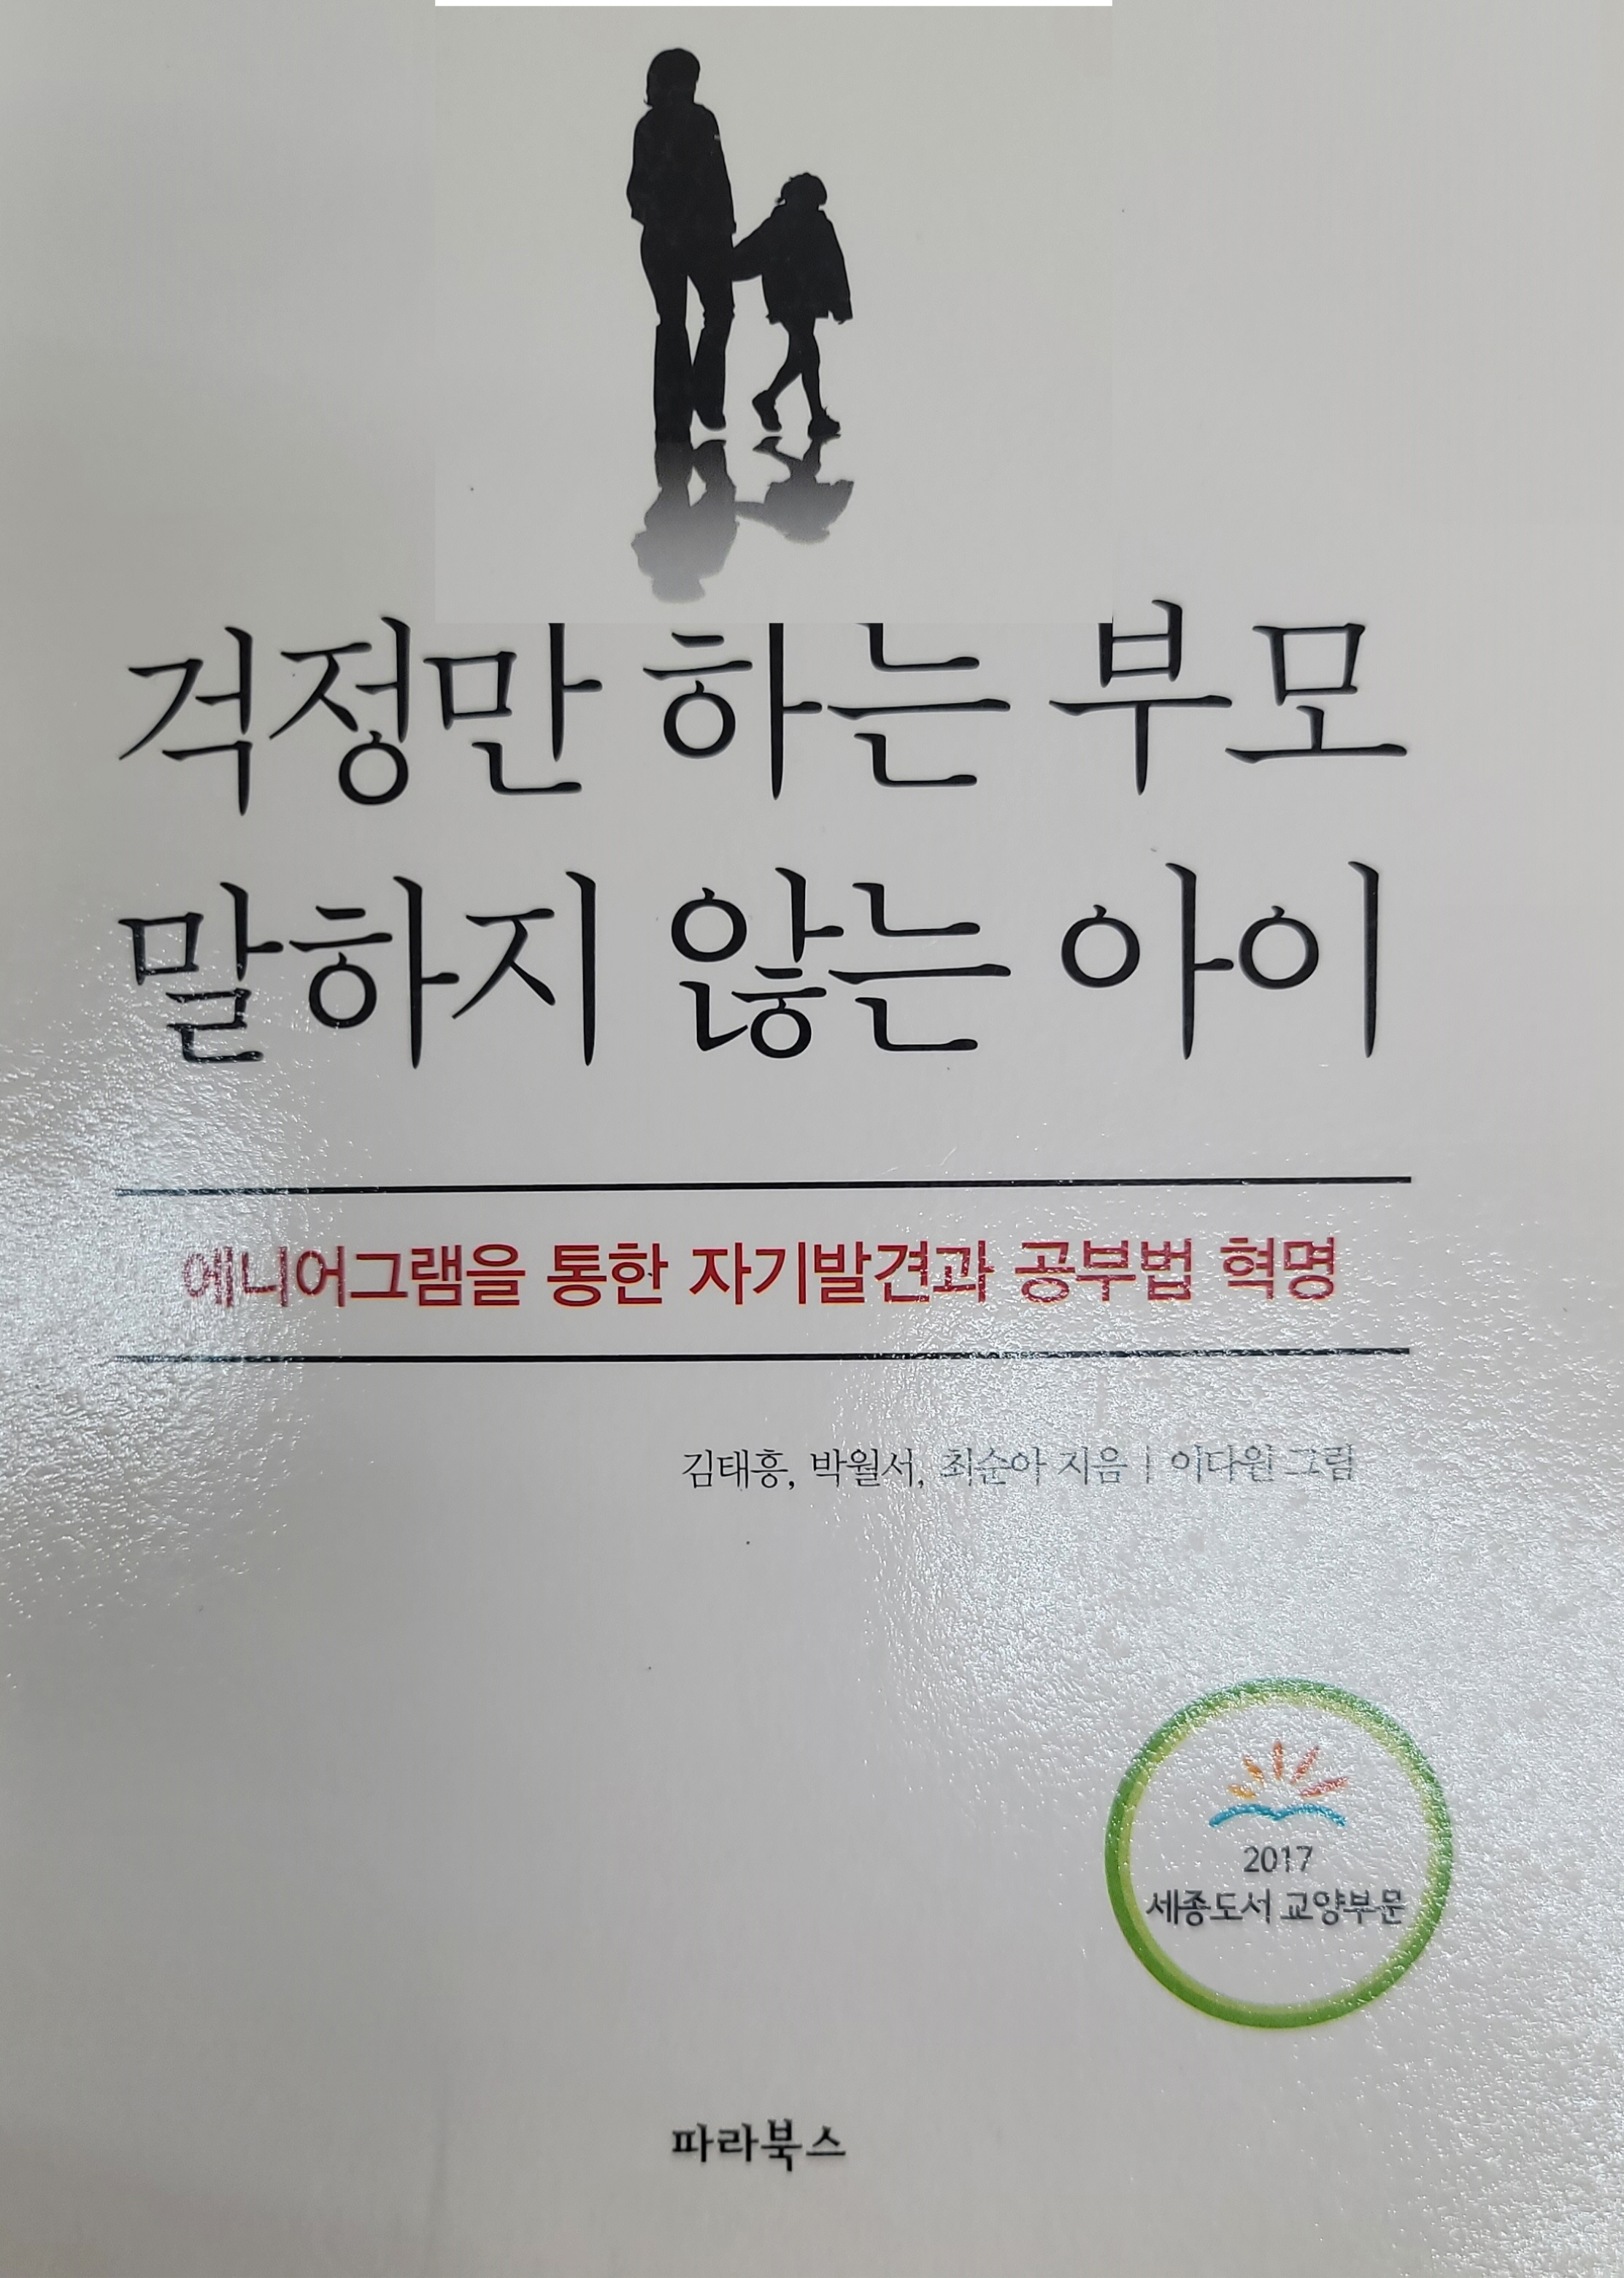 걱정만 하는 부모
말하지 않는 아이
에니어그램을 통한 자기발견과 공부법 혁명
김태흥, 박월서, 최순아 지음 | 이다원 그림
2017
세종도서 교양부문
파라북스